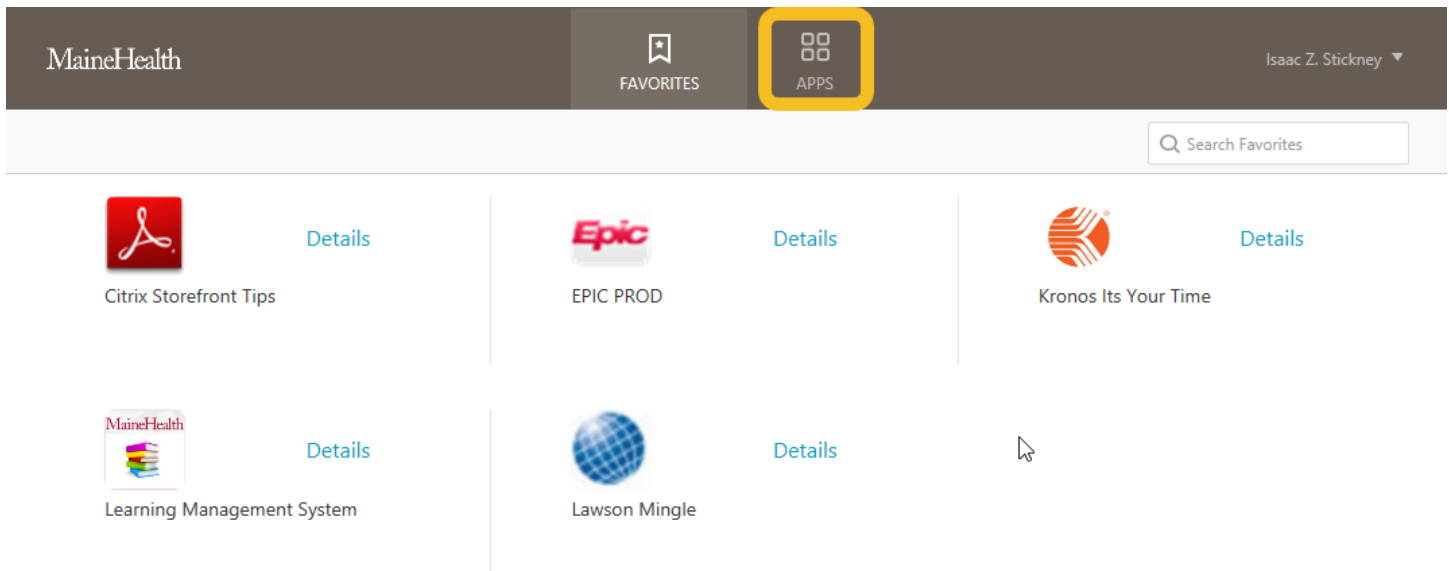 MaineHealth
FAVORITES
APPS
Isaac Z. Stickney
Search Favorites
Details
Citrix Storefront Tips
Epic
Details
EPIC PROD
Details
Kronos Its Your Time
MaineHealth
Details
Learning Management System
Details
Lawson Mingle